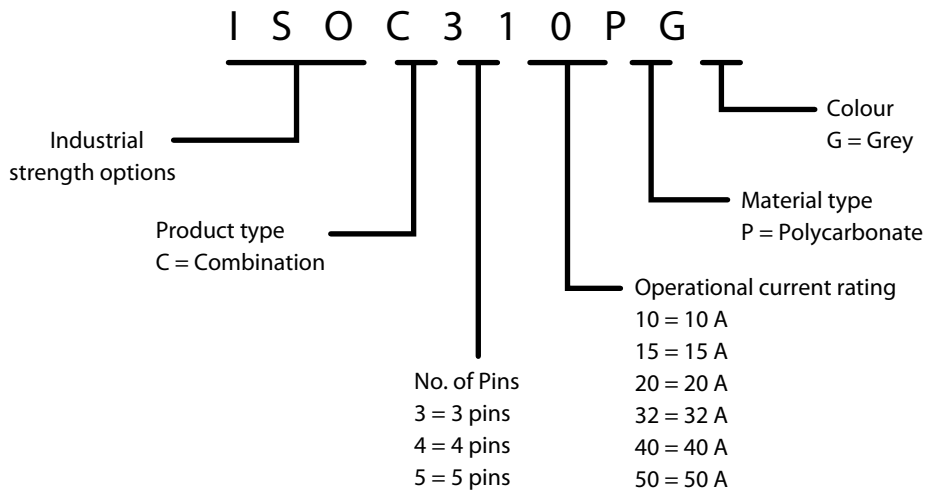 I S O C 3 1 0 P G
Industrial
strength options
Product type
C = Combination
No. of Pins
3 = 3 pins
4 = 4 pins
5 = 5 pins
Operational current rating
10 = 10 A
15 = 15 A
20 = 20 A
32 = 32 A
40 = 40 A
50 = 50 A
Material type
P = Polycarbonate
Colour
G = Grey